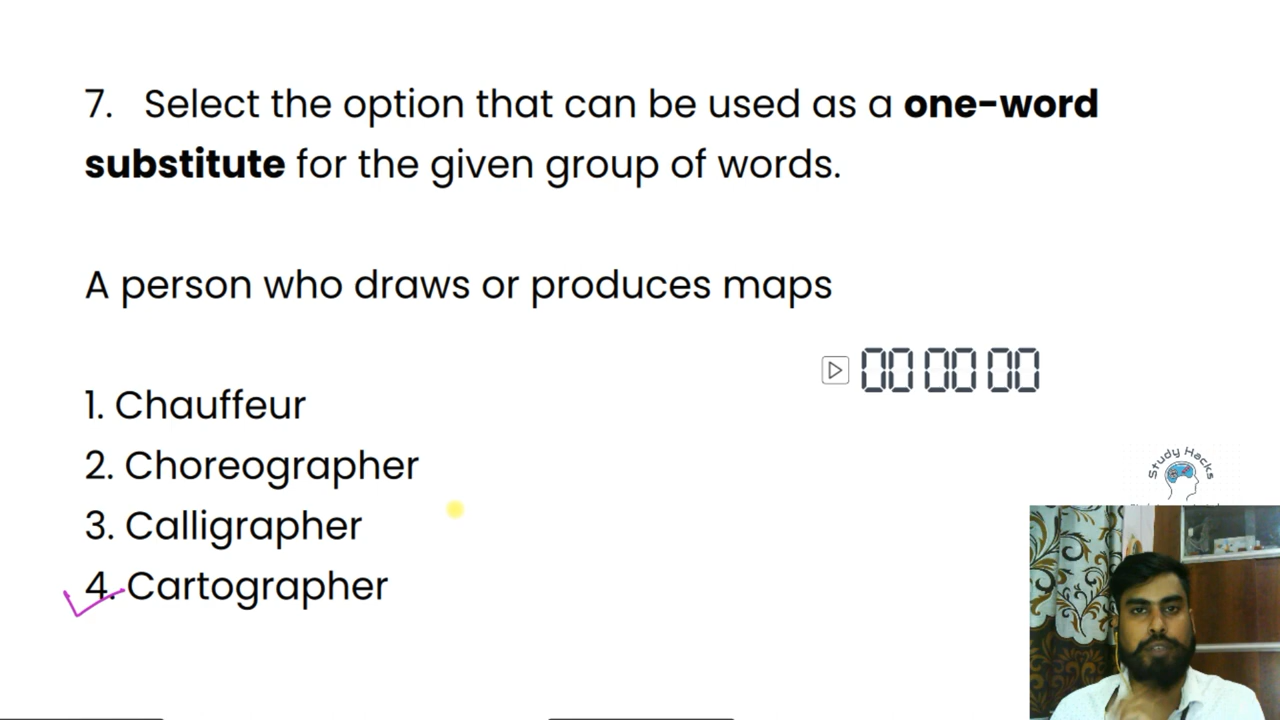 7. Select the option that can be used as a one-word
substitute for the given group of words.
A person who draws or produces maps
00 00 00
1. Chauffeur
2. Choreographer
3. Calligrapher
4. Cartographer
Study Hacks